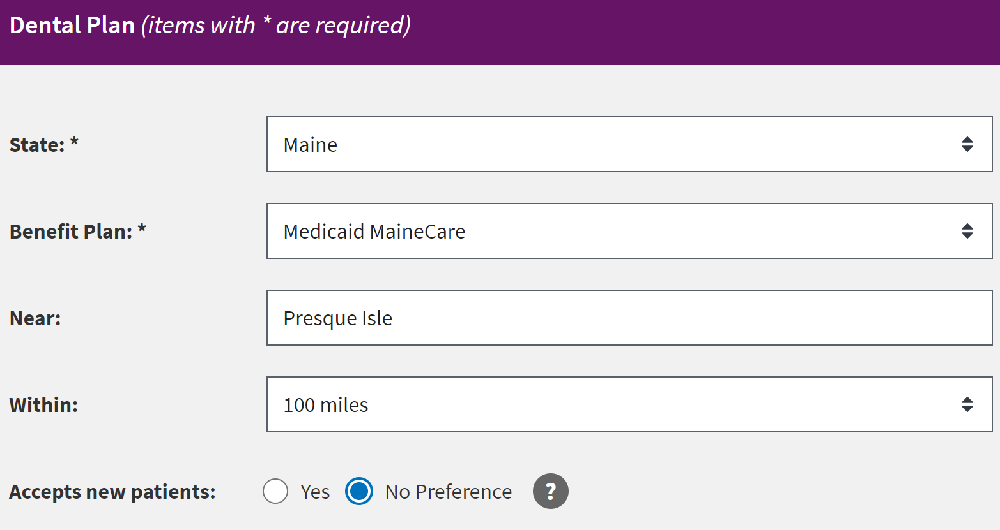 Dental Plan (items with * are required)
State: * Maine
Benefit Plan: * Medicaid MaineCare
Near: Presque Isle
Within: 100 miles
Accepts new patients: Yes No Preference ?